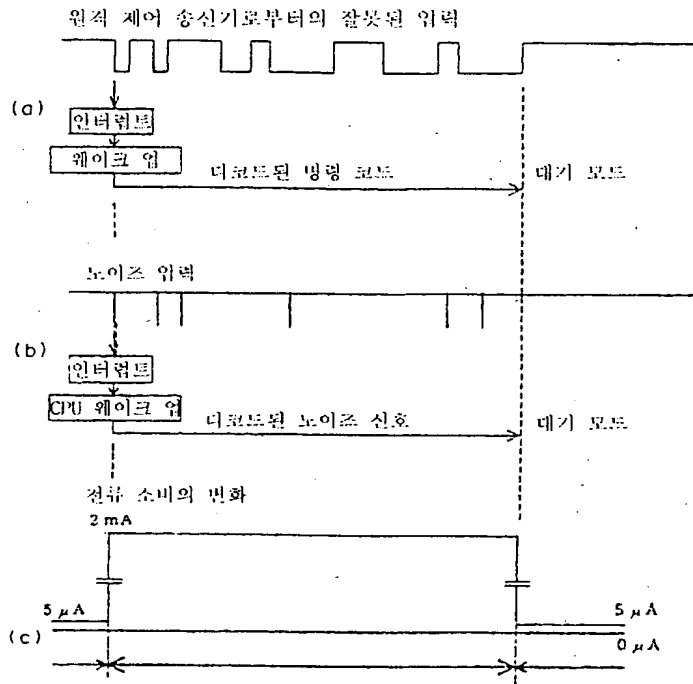 원적 제어 송신기로부터의 잘못된 입력
(a)
인터럽트
웨이크 업
디코드된 명령 코드
대기 모드
노이즈 입력
(b)
인터럽트
CPU 웨이크 업
디코드된 노이즈 신호
대기 모드
전류 소비의 변화
2 mA
5 μA
5 μA
(c)
0 μA